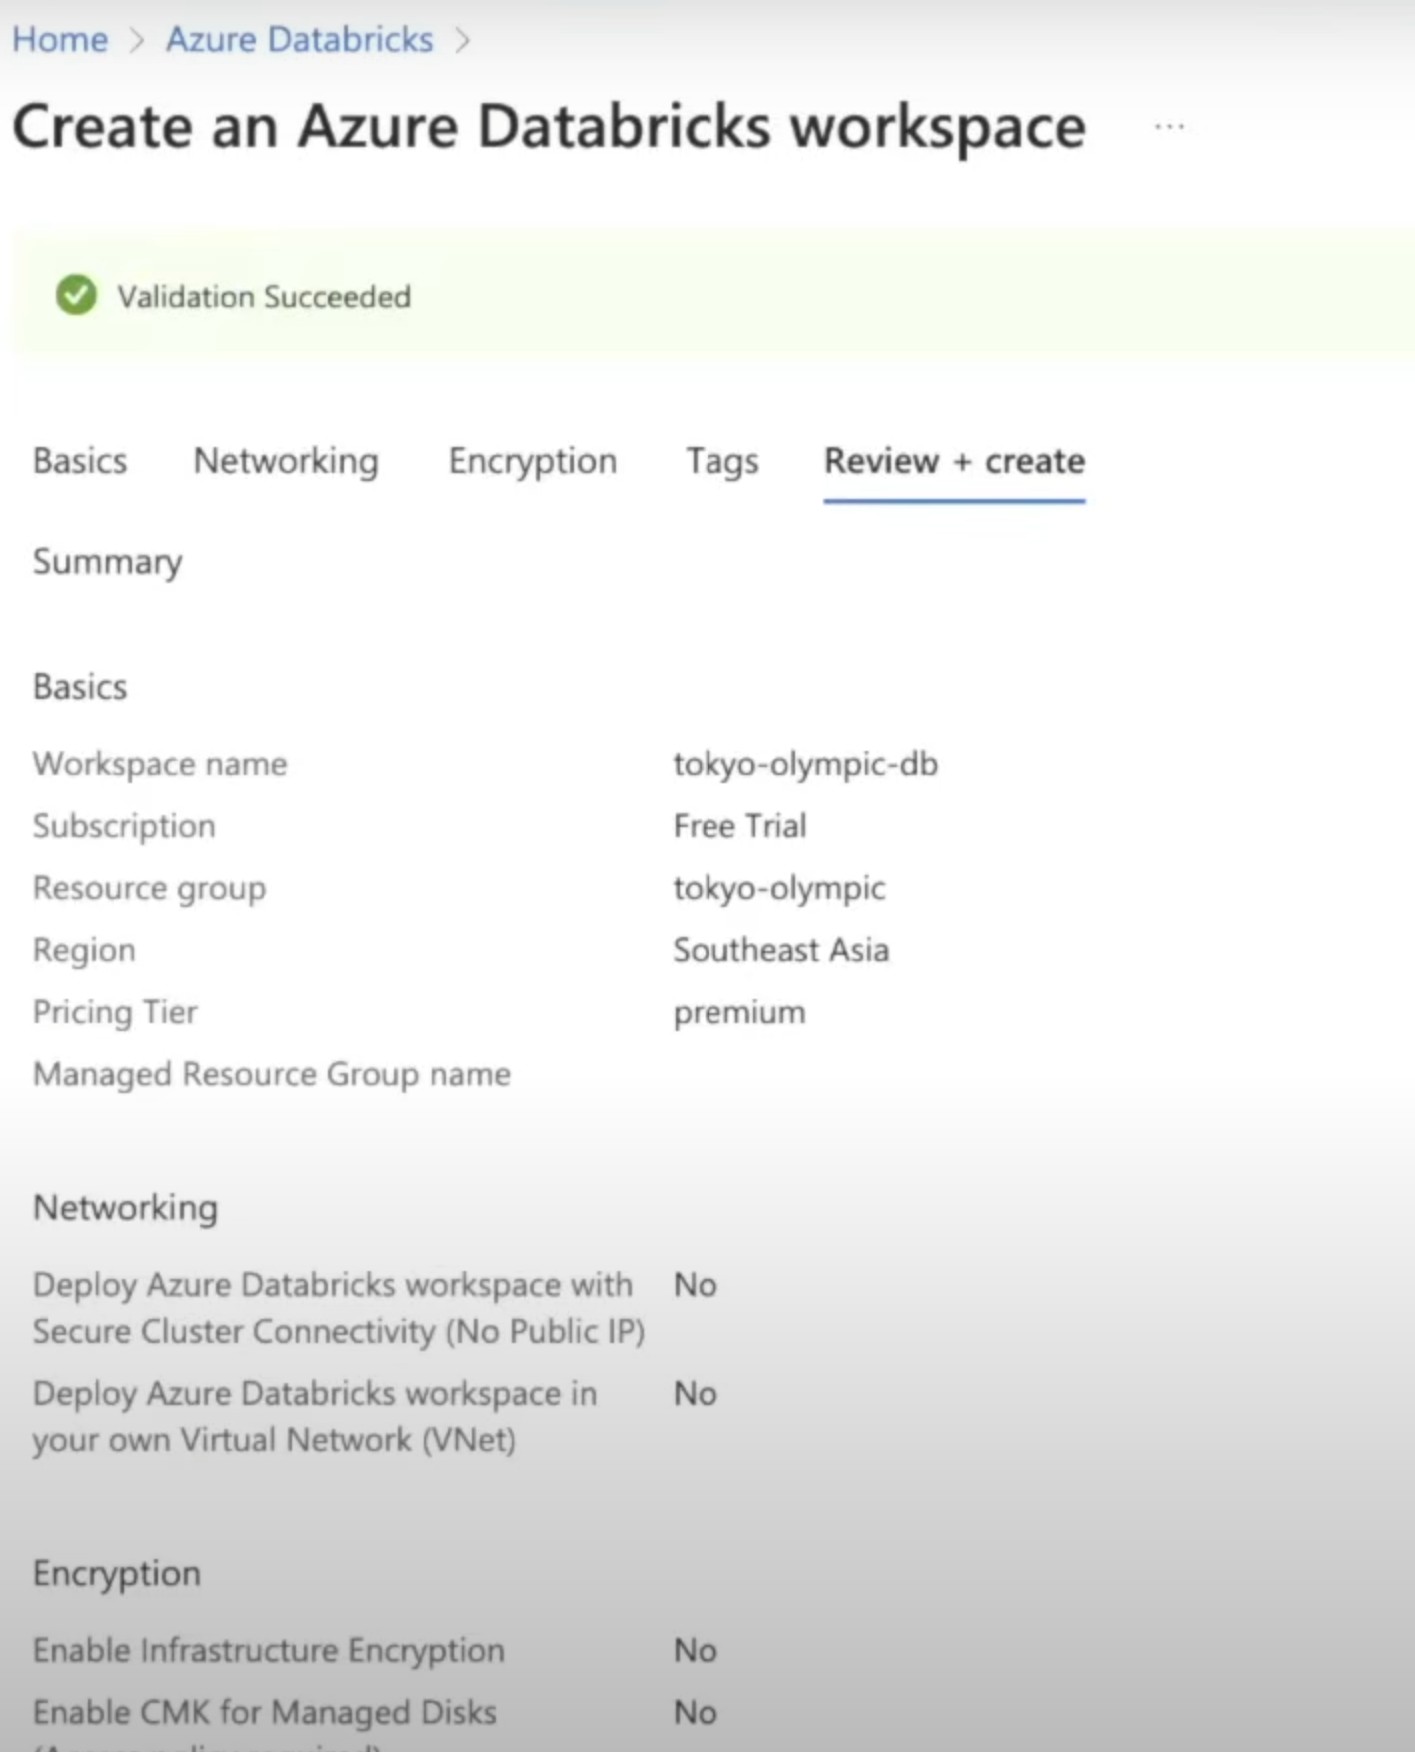 Home > Azure Databricks >
Create an Azure Databricks workspace ...
Validation Succeeded
Basics Networking Encryption Tags Review + create
Summary
Basics
Workspace name tokyo-olympic-db
Subscription Free Trial
Resource group tokyo-olympic
Region Southeast Asia
Pricing Tier premium
Managed Resource Group name
Networking
Deploy Azure Databricks workspace with No
Secure Cluster Connectivity (No Public IP)
Deploy Azure Databricks workspace in No
your own Virtual Network (VNet)
Encryption
Enable Infrastructure Encryption No
Enable CMK for Managed Disks No